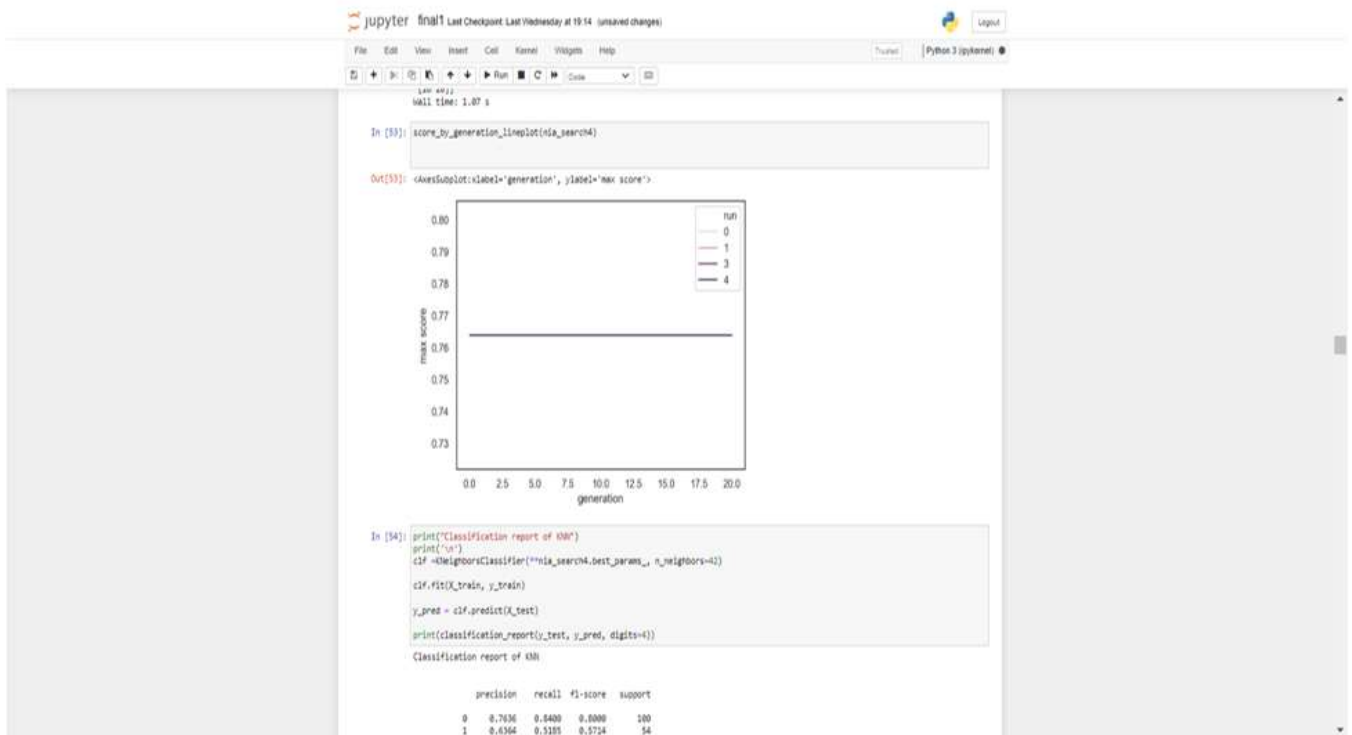 jupyter final1 Last Checkpoint: Last Wednesday at 19:14 (unsaved changes)
Logout
File Edit View Insert Cell Kernel Widgets Help
Trusted
Python 3 (ipykernel)
Run Code
Wall time: 1.07 s
In [53]: score_by_generation_lineplot(nia_search4)
Out[53]: <AxesSubplot:xlabel='generation', ylabel='max score'>
run
0
1
3
4
0.80
0.79
0.78
0.77
0.76
0.75
0.74
0.73
max score
0.0 2.5 5.0 7.5 10.0 12.5 15.0 17.5 20.0
generation
In [54]: print("Classification report of KNN")
print('\n')
clf =KNeighborsClassifier(**nia_search4.best_params_, n_neighbors=42)
clf.fit(X_train, y_train)
y_pred = clf.predict(X_test)
print(classification_report(y_test, y_pred, digits=4))
Classification report of KNN
precision recall f1-score support
0 0.7636 0.8400 0.8000 100
1 0.6364 0.5185 0.5714 54